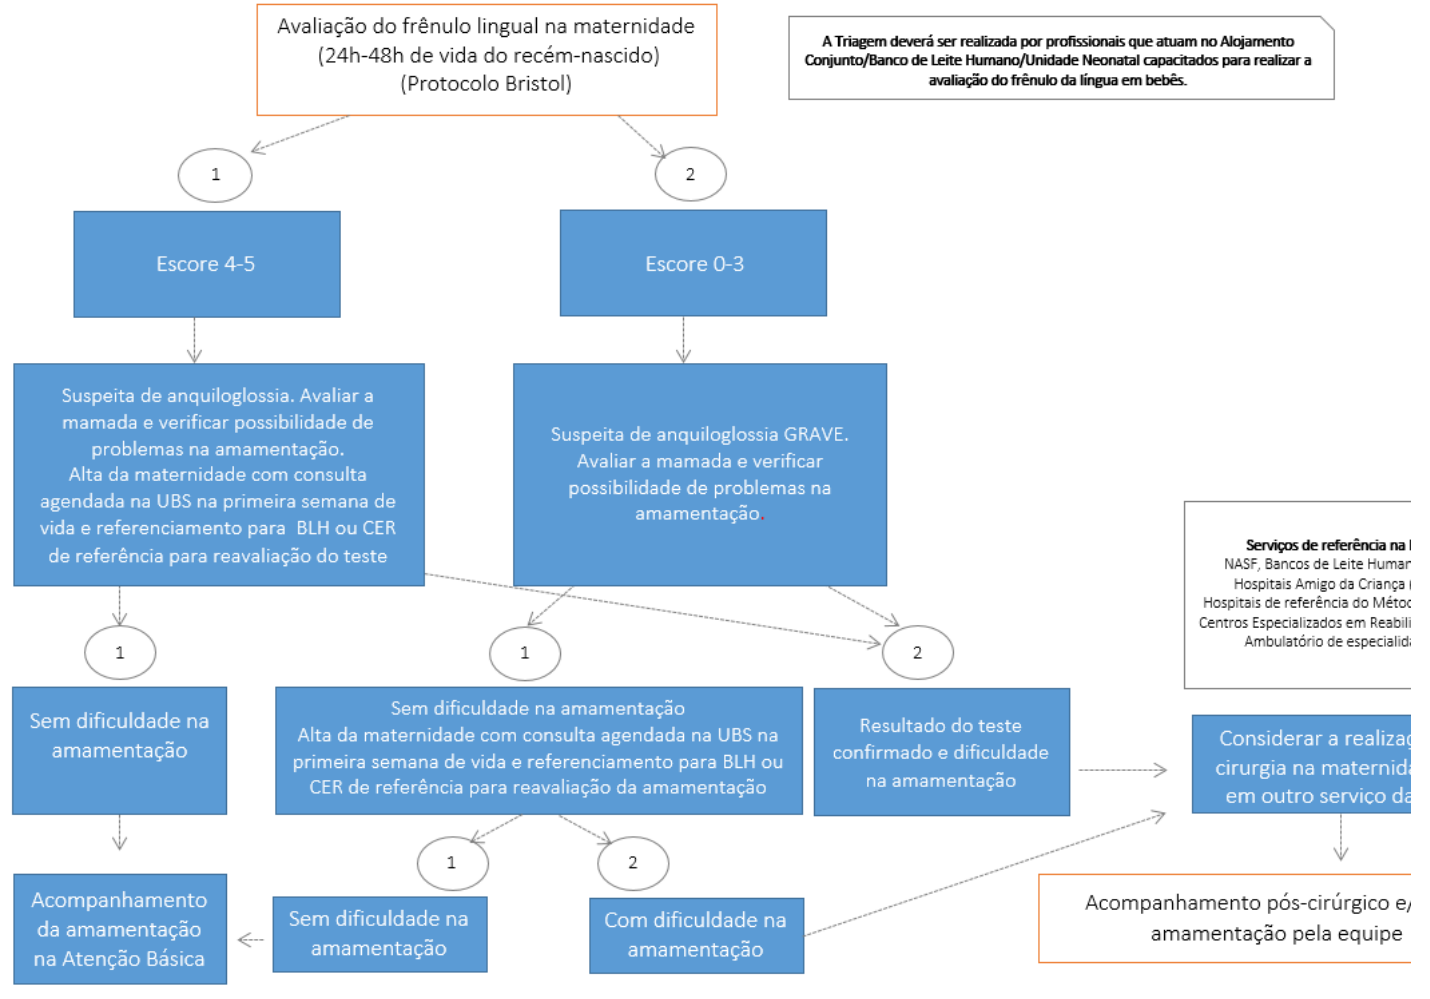 Avaliação do frênulo lingual na maternidade
(24h-48h de vida do recém-nascido)
(Protocolo Bristol)
A Triagem deverá ser realizada por profissionais que atuam no Alojamento
Conjunto/Banco de Leite Humano/Unidade Neonatal capacitados para realizar a
avaliação do frênulo da língua em bebês.
1
2
Escore 4-5
Escore 0-3
Suspeita de anquiloglossia. Avaliar a
mamada e verificar possibilidade de
problemas na amamentação.
Alta da maternidade com consulta
agendada na UBS na primeira semana de
vida e referenciamento para BLH ou CER
de referência para reavaliação do teste
Suspeita de anquiloglossia GRAVE.
Avaliar a mamada e verificar
possibilidade de problemas na
amamentação.
Serviços de referência na
NASF, Bancos de Leite
Hospitais Amigo da Criança (
Hospitais de referência do
Centros Especializados em
Ambulatório de
1
1
2
Sem dificuldade na
amamentação
Sem dificuldade na amamentação
Alta da maternidade com consulta agendada na UBS na
primeira semana de vida e referenciamento para BLH ou
CER de referência para reavaliação da amamentação
Resultado do teste
confirmado e dificuldade
na amamentação
Considerar a
cirurgia na
em outro serviço
1
2
Acompanhamento
da amamentação
na Atenção Básica
Sem dificuldade na
amamentação
Com dificuldade na
amamentação
Acompanhamento pós-cirúrgico e/
amamentação pela equipe